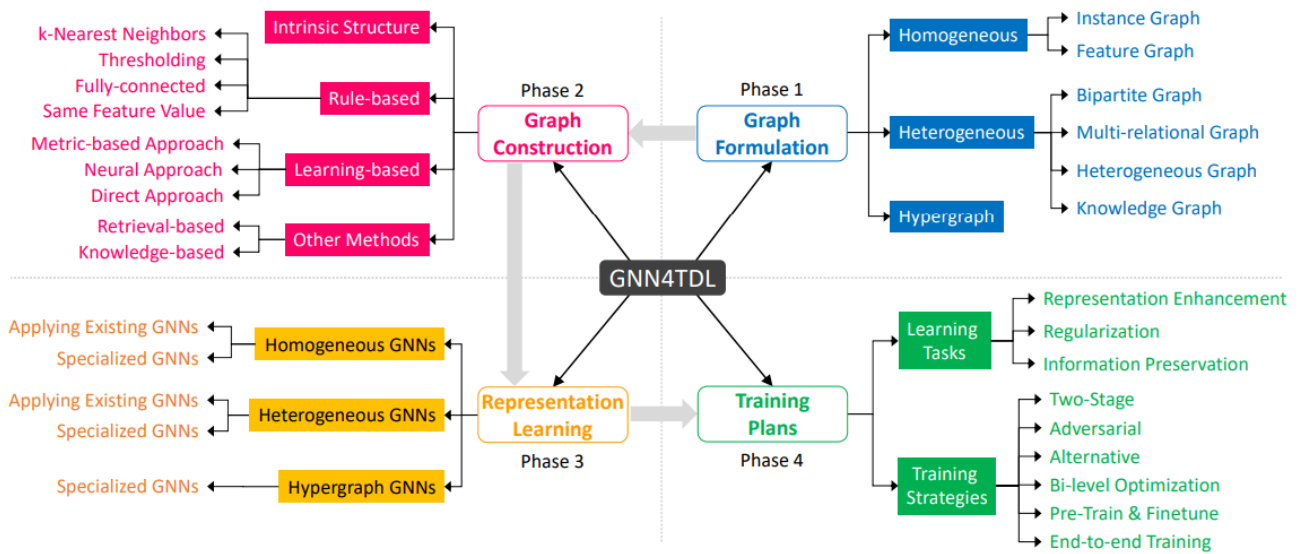 k-Nearest Neighbors
Thresholding
Fully-connected
Same Feature Value
Metric-based Approach
Neural Approach
Direct Approach
Retrieval-based
Knowledge-based
Intrinsic Structure
Rule-based
Learning-based
Other Methods
Phase 2
Graph
Construction
Phase 1
Graph
Formulation
Homogeneous
Heterogeneous
Hypergraph
Instance Graph
Feature Graph
Bipartite Graph
Multi-relational Graph
Heterogeneous Graph
Knowledge Graph
GNN4TDL
Applying Existing GNNs
Specialized GNNs
Applying Existing GNNs
Specialized GNNs
Specialized GNNs
Homogeneous GNNs
Heterogeneous GNNs
Hypergraph GNNs
Representation
Learning
Phase 3
Training
Plans
Phase 4
Learning
Tasks
Training
Strategies
Representation Enhancement
Regularization
Information Preservation
Two-Stage
Adversarial
Alternative
Bi-level Optimization
Pre-Train & Finetune
End-to-end Training